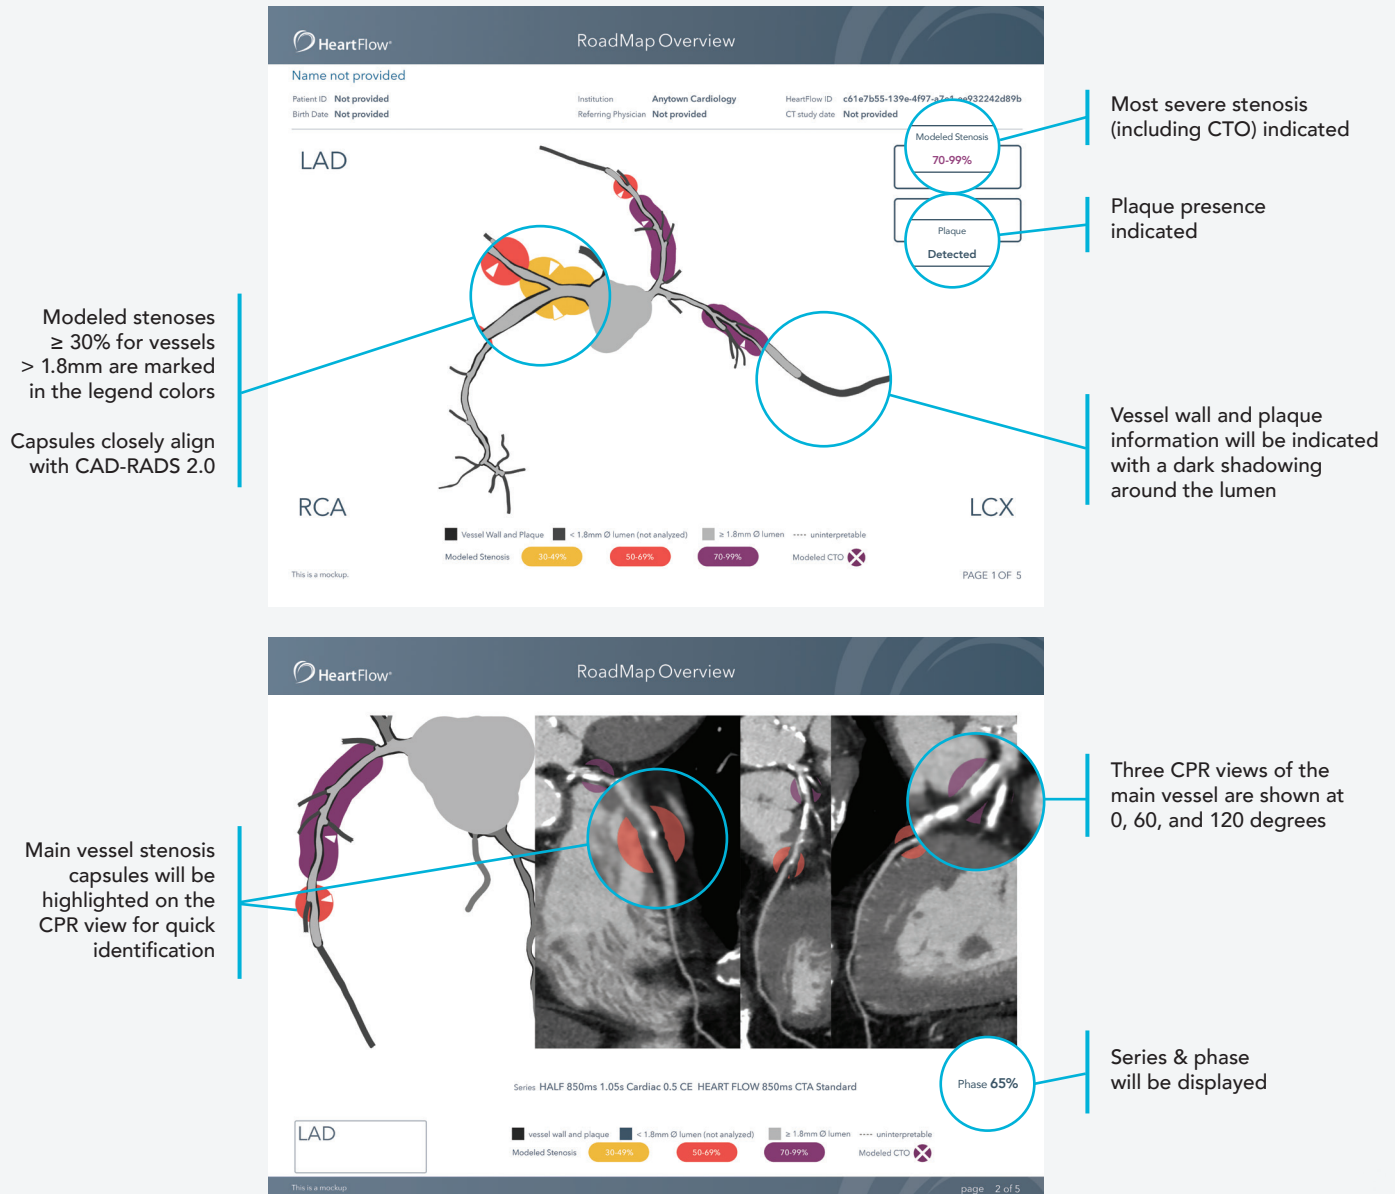 HeartFlow®
RoadMap Overview
Name not provided
Patient ID Not provided
Birth Date Not provided
Institution Anytown Cardiology
Referring Physician Not provided
HeartFlow ID c61e7b55-139e-4f97-a7e1-ae932242d89b
CT study date Not provided
Modeled Stenosis
70-99%
Plaque
Detected
Most severe stenosis
(including CTO) indicated
Plaque presence
indicated
LAD
Modeled stenoses
≥ 30% for vessels
> 1.8mm are marked
in the legend colors
Capsules closely align
with CAD-RADS 2.0
Vessel wall and plaque
information will be indicated
with a dark shadowing
around the lumen
RCA
LCX
Vessel Wall and Plaque < 1.8mm Ø lumen (not analyzed) ≥ 1.8mm Ø lumen ---- uninterpretable
Modeled Stenosis 30-49% 50-69% 70-99% Modeled CTO
This is a mockup.
PAGE 1 OF 5
HeartFlow®
RoadMap Overview
Main vessel stenosis
capsules will be
highlighted on the
CPR view for quick
identification
Three CPR views of the
main vessel are shown at
0, 60, and 120 degrees
Series HALF 850ms 1.05s Cardiac 0.5 CE HEART FLOW 850ms CTA Standard
Phase 65%
Series & phase
will be displayed
LAD
vessel wall and plaque < 1.8mm Ø lumen (not analyzed) ≥ 1.8mm Ø lumen ---- uninterpretable
Modeled Stenosis 30-49% 50-69% 70-99% Modeled CTO
This is a mockup
page 2 of 5